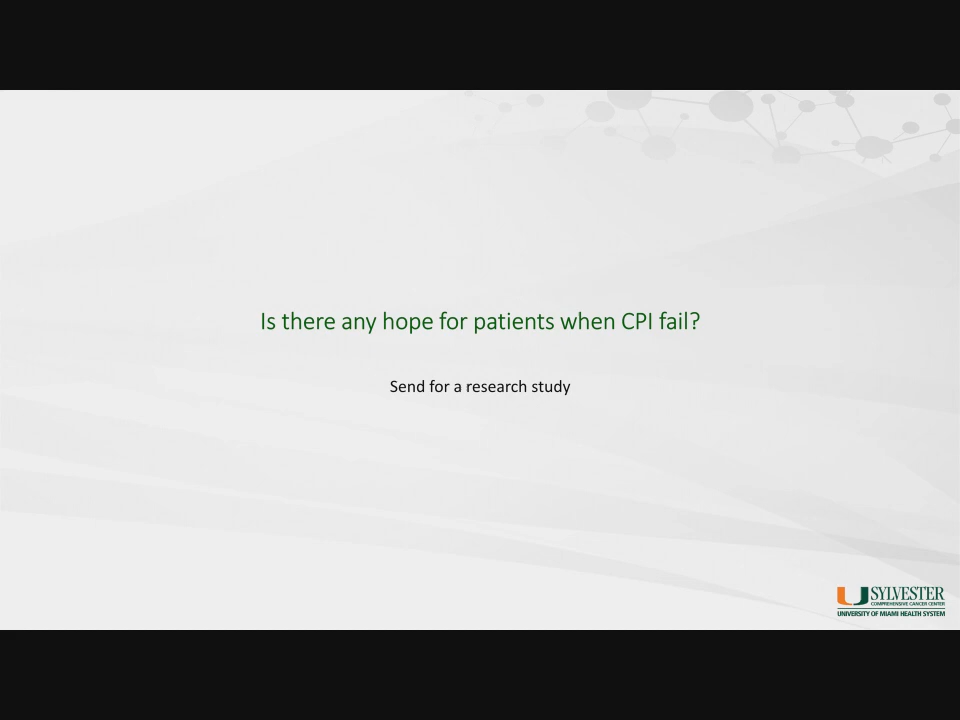 Is there any hope for patients when CPI fail?
Send for a research study
SYLVESTER
COMPREHENSIVE CANCER CENTER
UNIVERSITY OF MIAMI HEALTH SYSTEM